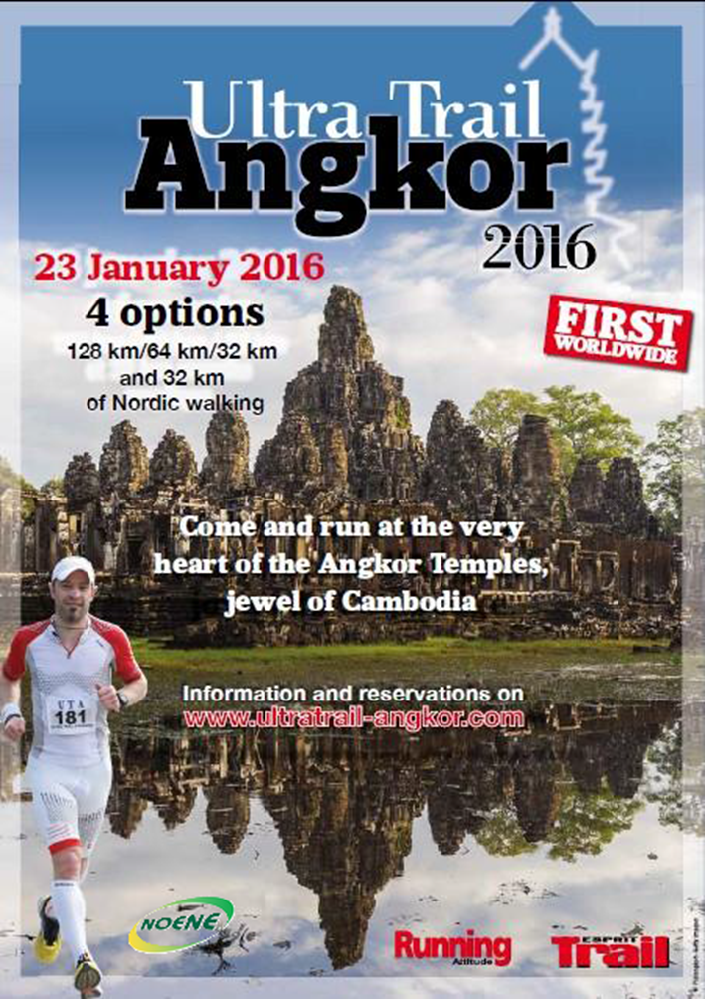 Ultra Trail
Angkor
2016
23 January 2016
4 options
128 km/64 km/32 km
and 32 km
of Nordic walking
FIRST
WORLDWIDE
Come and run at the very
heart of the Angkor Temples,
jewel of Cambodia
UTA
181
Information and reservations on
www.ultratrail-angkor.com
NOENE
Running
Attitude
ESPRIT
Trail